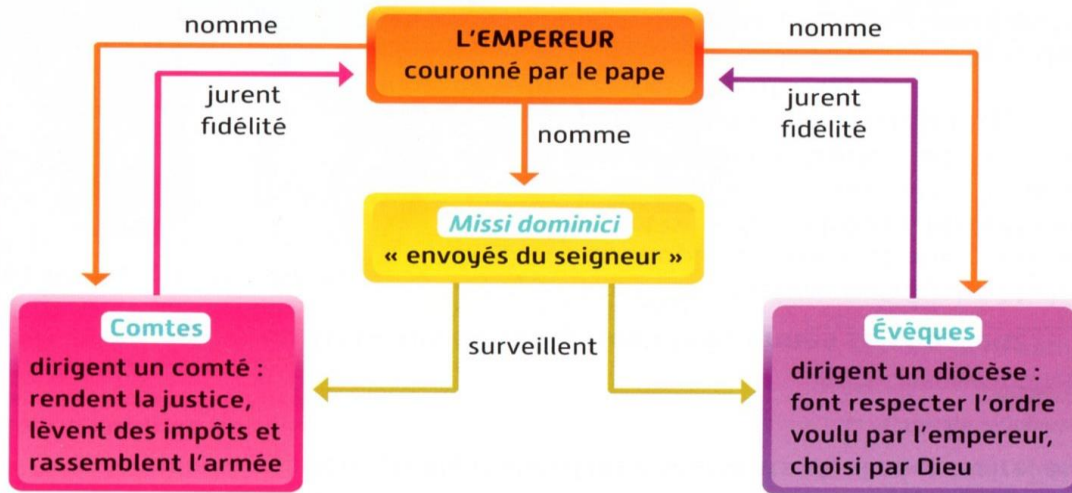 nomme
L'EMPEREUR
couronné par le pape
nomme
jurent
fidélité
jurent
fidélité
nomme
Missi dominici
« envoyés du seigneur »
surveillent
Comtes
dirigent un comté :
rendent la justice,
lèvent des impôts et
rassemblent l'armée
Évêques
dirigent un diocèse :
font respecter l'ordre
voulu par l'empereur,
choisi par Dieu